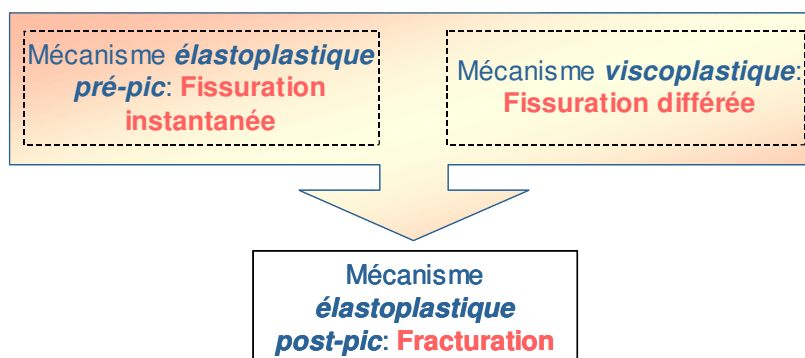 Mécanisme élastoplastique
pré-pic: Fissuration
instantanée
Mécanisme viscoplastique:
Fissuration différée
Mécanisme
élastoplastique
post-pic: Fracturation